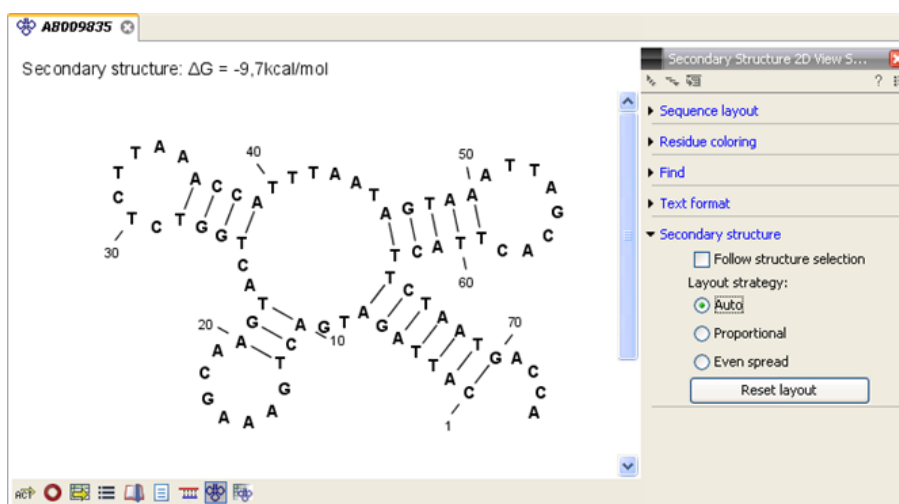 AB009835
Secondary structure: ΔG = -9,7kcal/mol
C A T T A G A T G A C T G A A A G C A A G T A C T G G T C T C T T A A A C C A T T T A A T A G T A A A T T A G C A C T T A C T T C T A A T G A C C A
1
10
20
30
40
50
60
70
Secondary Structure 2D View S...
?
Sequence layout
Residue coloring
Find
Text format
Secondary structure
Follow structure selection
Layout strategy:
Auto
Proportional
Even spread
Reset layout
ACT